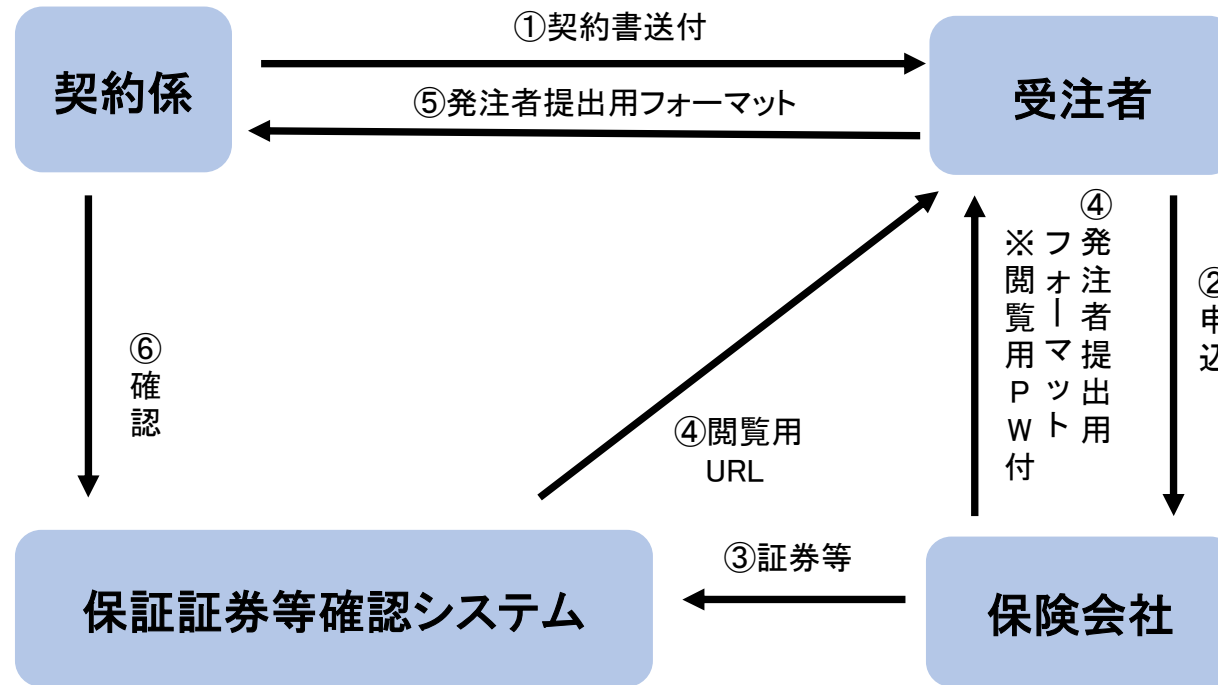 ①契約書送付
契約係
受注者
⑤発注者提出用フォーマット
④発注者提出用
フォーマット
※閲覧用PW付
②申込
⑥確認
④閲覧用
URL
③証券等
保証証券等確認システム
保険会社